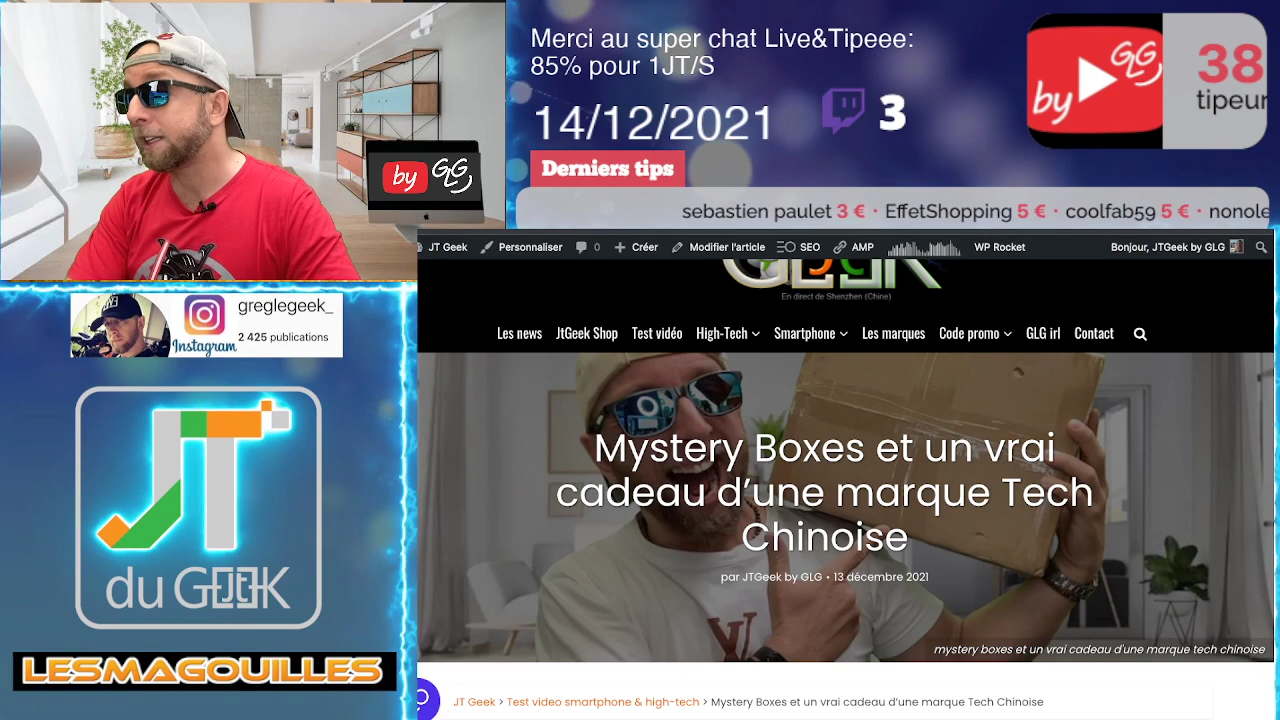 Merci au super chat Live&Tipeee:
85% pour 1JT/S
14/12/2021
3
by GLG
38
tipeur
Derniers tips
sebastien paulet 3 € · EffetShopping 5 € · coolfab59 5 € · nonole
by GLG
JT Geek Personnaliser 0 Créer Modifier l'article SEO AMP WP Rocket Bonjour, JTGeek by GLG
GEEK
En direct de Shenzhen (Chine)
greglegeek_
Instagram
2 425 publications
Les news JtGeek Shop Test vidéo High-Tech Smartphone Les marques Code promo GLG irl Contact
JT
du GEEK
LESMAGOUILLES
Mystery Boxes et un vrai
cadeau d'une marque Tech
Chinoise
par JTGeek by GLG • 13 décembre 2021
mystery boxes et un vrai cadeau d'une marque tech chinoise
JT Geek > Test video smartphone & high-tech > Mystery Boxes et un vrai cadeau d'une marque Tech Chinoise